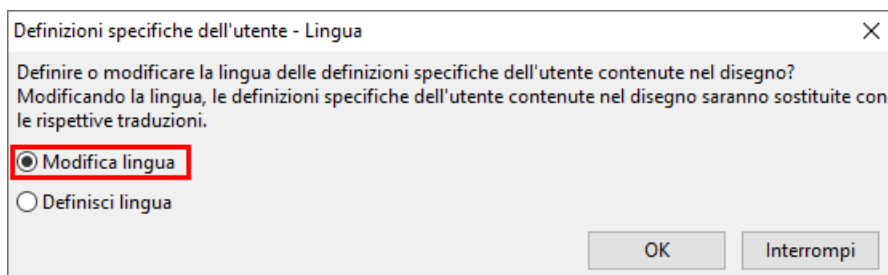 Definizioni specifiche dell'utente - Lingua
Definire o modificare la lingua delle definizioni specifiche dell'utente contenute nel disegno?
Modificando la lingua, le definizioni specifiche dell'utente contenute nel disegno saranno sostituite con
le rispettive traduzioni.
Modifica lingua
Definisci lingua
OK Interrompi